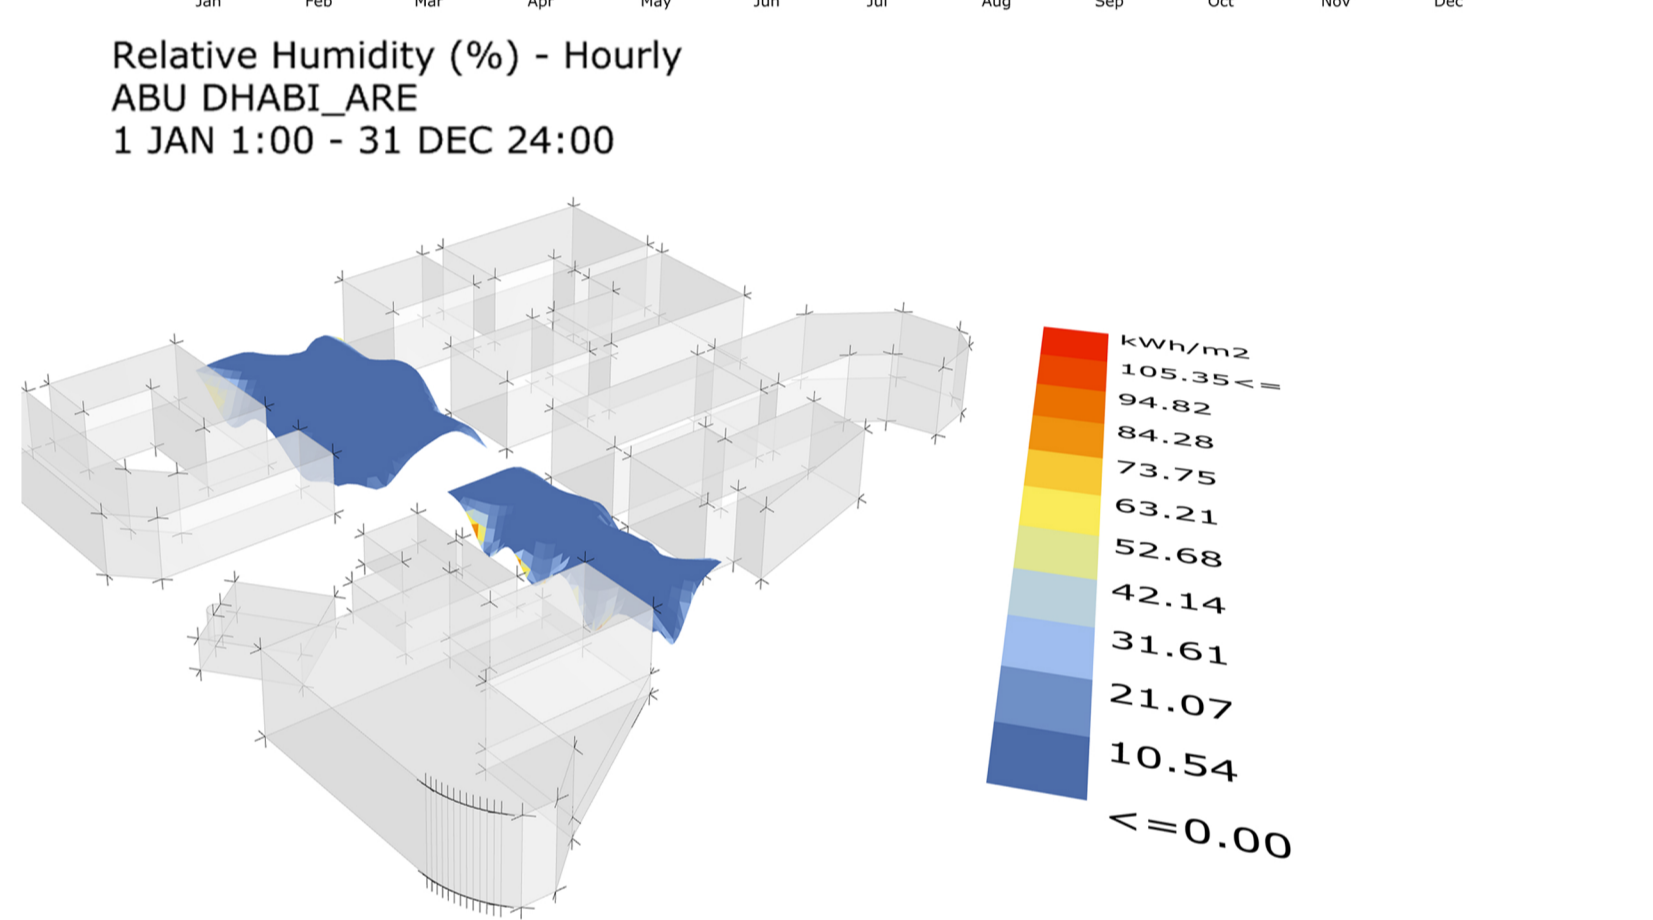 Jan Feb Mar Apr May Jun Jul Aug Sep Oct Nov Dec
Relative Humidity (%) - Hourly
ABU DHABI_ARE
1 JAN 1:00 - 31 DEC 24:00
kWh/m2
105.35<=
94.82
84.28
73.75
63.21
52.68
42.14
31.61
21.07
10.54
<=0.00